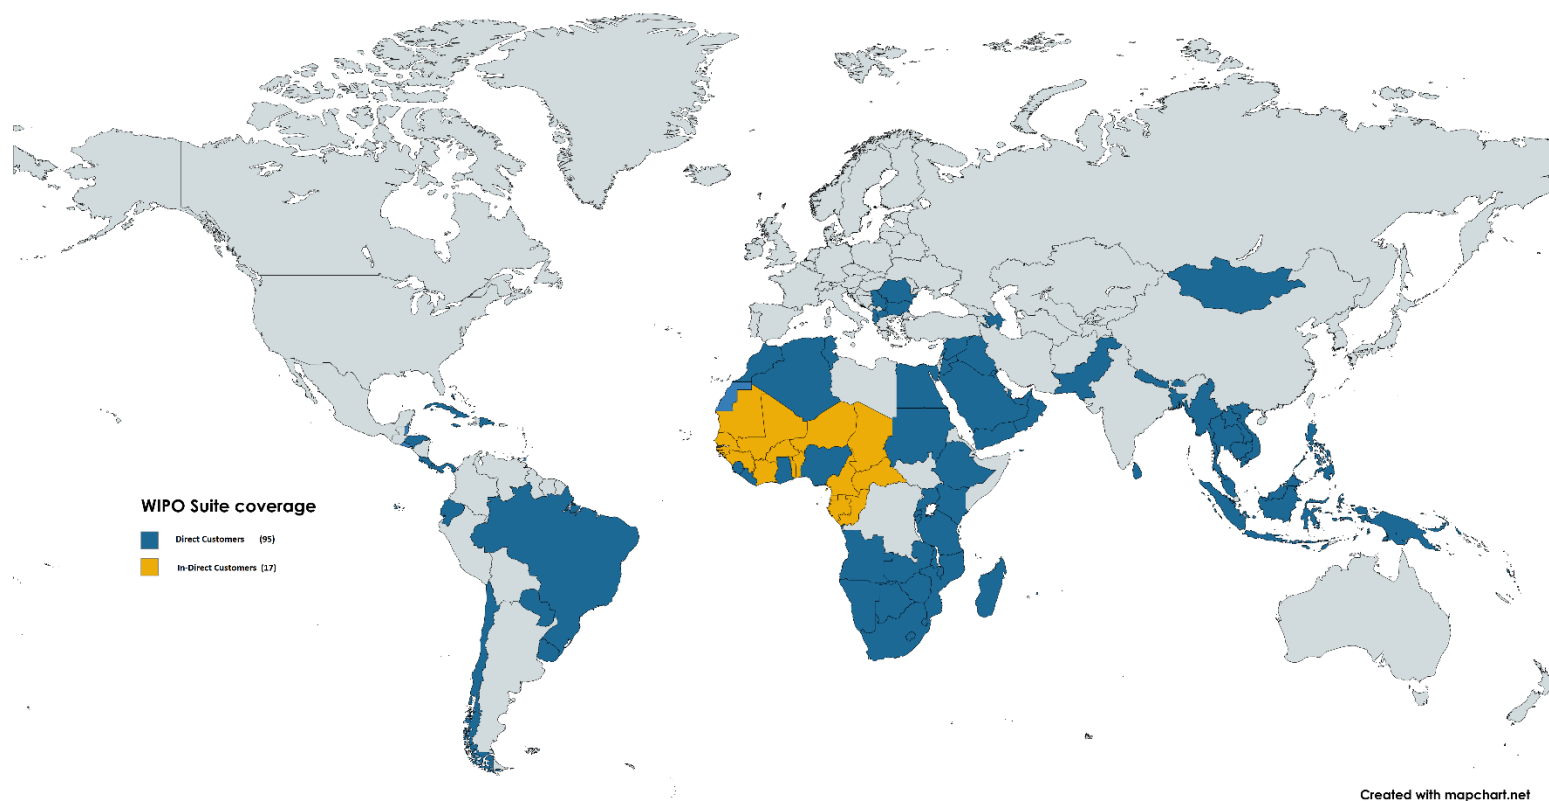 WIPO Suite coverage
Direct Customers (95)
In-Direct Customers (17)
Created with mapchart.net